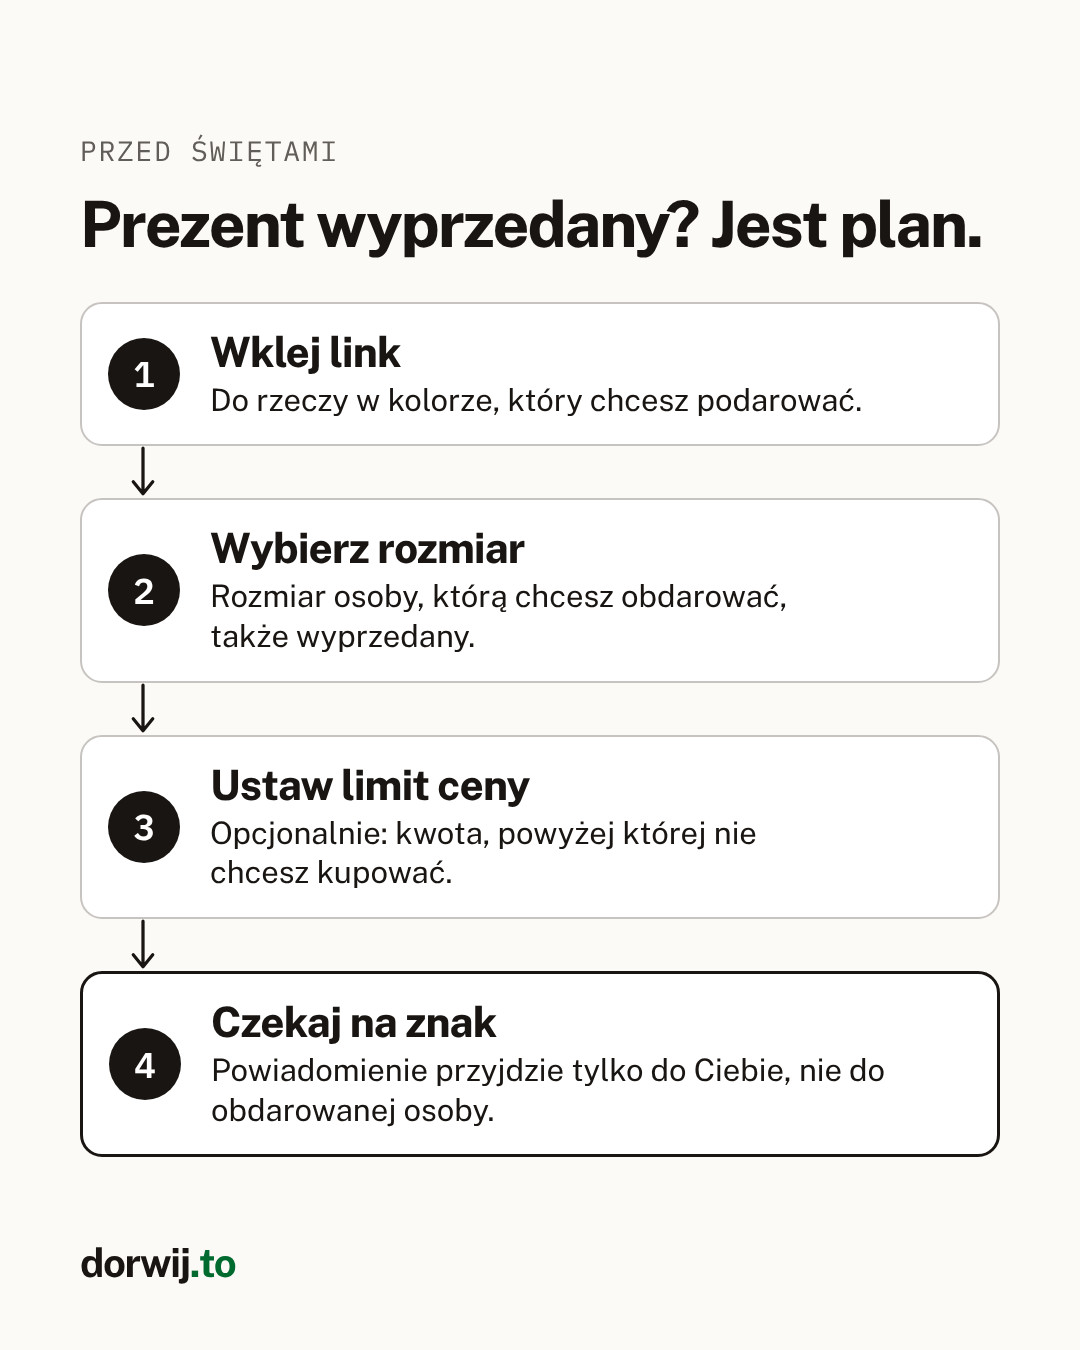 PRZED ŚWIĘTAMI
Prezent wyprzedany? Jest plan.
1
Wklej link
Do rzeczy w kolorze, który chcesz podarować.
2
Wybierz rozmiar
Rozmiar osoby, którą chcesz obdarować,
także wyprzedany.
3
Ustaw limit ceny
Opcjonalnie: kwota, powyżej której nie
chcesz kupować.
4
Czekaj na znak
Powiadomienie przyjdzie tylko do Ciebie, nie do
obdarowanej osoby.
dorwij.to